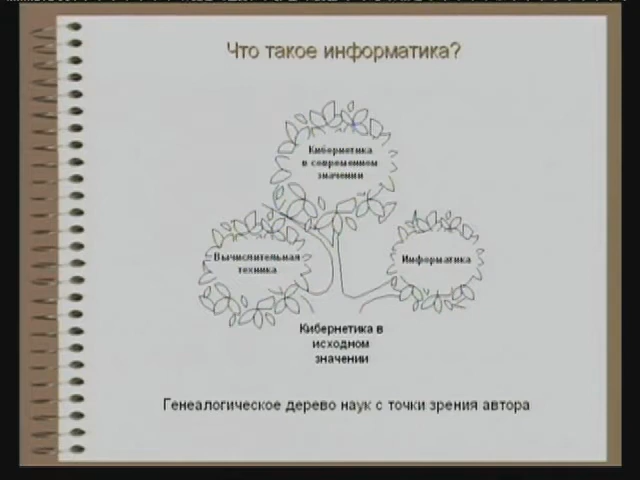 Что такое информатика?
Кибернетика
в современном
значении
Вычислительная
техника
Информатика
Кибернетика в
исходном
значении
Генеалогическое дерево наук с точки зрения автора